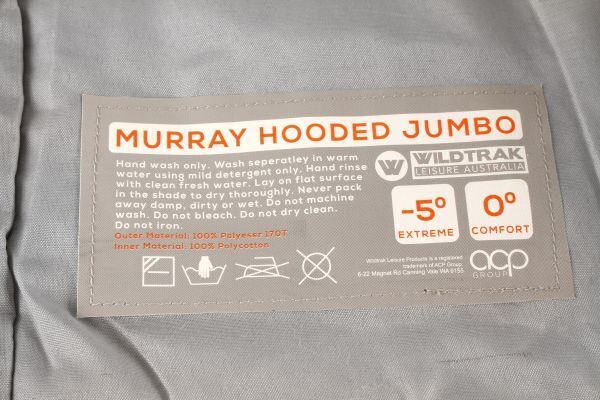 MURRAY HOODED JUMBO
Hand wash only. Wash seperatley in warm
water using mild detergent only. Hand rinse
with clean fresh water. Lay on flat surface
in the shade to dry thoroughly. Never pack
away damp, dirty or wet. Do not machine
wash. Do not bleach. Do not dry clean.
Do not iron.
Outer Material: 100% Polyeser 170T
Inner Material: 100% Polycotton
W WILDTRAK
LEISURE AUSTRALIA
-5° 0°
EXTREME COMFORT
Wildtrak Leisure Products is a registered
trademark of ACP Group.
6-22 Magnet Rd Canning Vale WA 6155
acp
GROUP